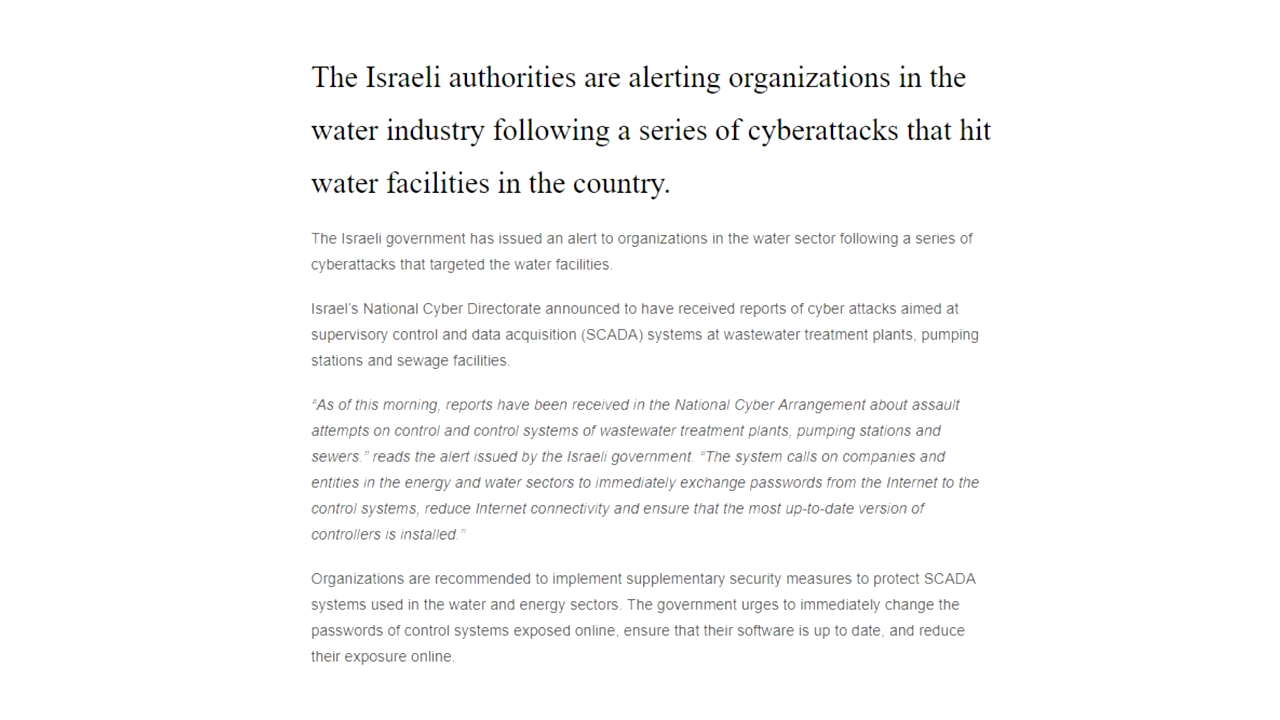 The Israeli authorities are alerting organizations in the
water industry following a series of cyberattacks that hit
water facilities in the country.
The Israeli government has issued an alert to organizations in the water sector following a series of
cyberattacks that targeted the water facilities.
Israel's National Cyber Directorate announced to have received reports of cyber attacks aimed at
supervisory control and data acquisition (SCADA) systems at wastewater treatment plants, pumping
stations and sewage facilities.
“As of this morning, reports have been received in the National Cyber Arrangement about assault
attempts on control and control systems of wastewater treatment plants, pumping stations and
sewers.” reads the alert issued by the Israeli government. “The system calls on companies and
entities in the energy and water sectors to immediately exchange passwords from the Internet to the
control systems, reduce Internet connectivity and ensure that the most up-to-date version of
controllers is installed.”
Organizations are recommended to implement supplementary security measures to protect SCADA
systems used in the water and energy sectors. The government urges to immediately change the
passwords of control systems exposed online, ensure that their software is up to date, and reduce
their exposure online.